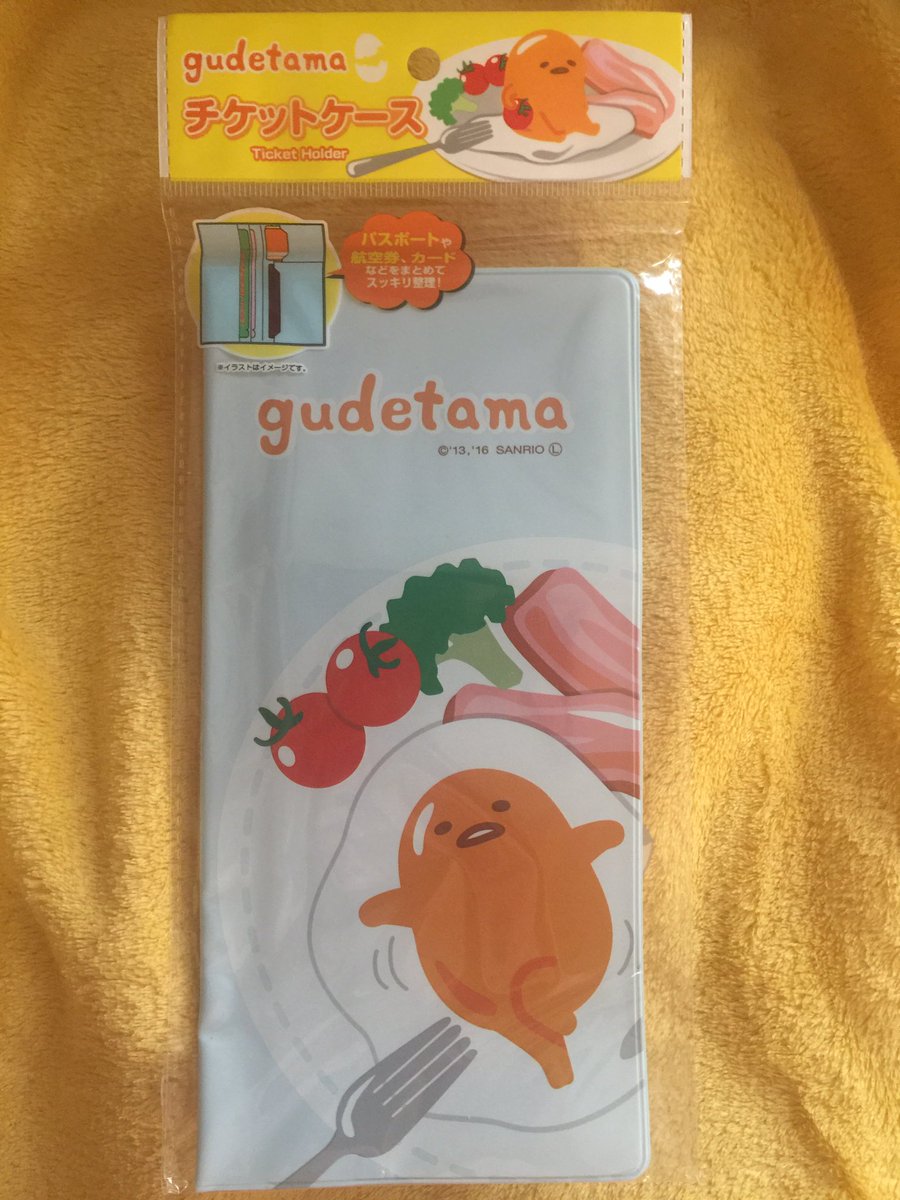 gudetama
チケットケース
Ticket Holder
パスポートや
航空券、カード
などをまとめて
スッキリ整理!
※イラストはイメージです。
gudetama
©'13,'16 SANRIO Ⓛ